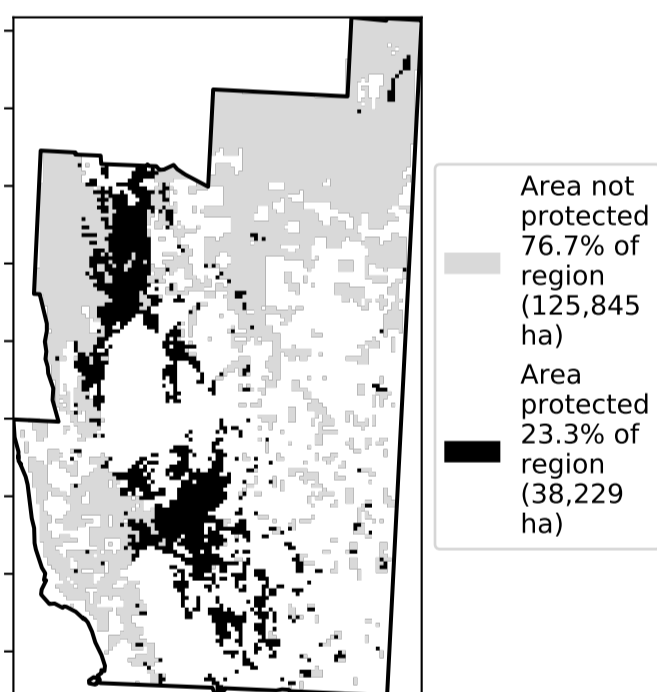 Area not
protected
76.7% of
region
(125,845
ha)
Area
protected
23.3% of
region
(38,229
ha)